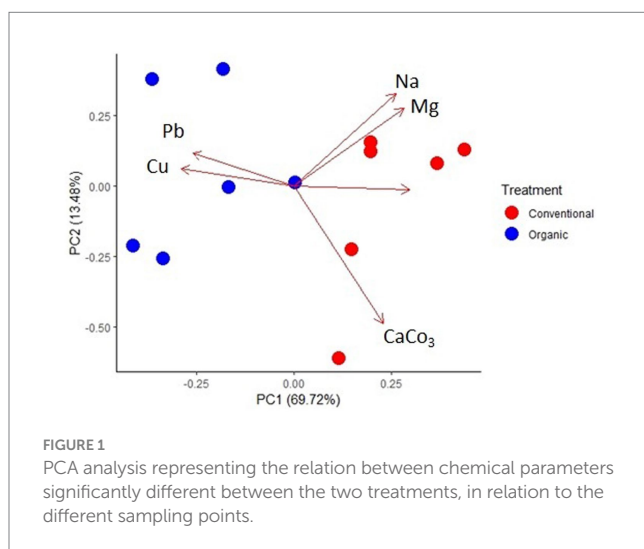 Na
Mg
Pb
Cu
CaCo₃
0.25
0.00
-0.25
-0.50
PC2 (13.48%)
-0.25
0.00
0.25
PC1 (69.72%)
Treatment
Conventional
Organic
FIGURE 1
PCA analysis representing the relation between chemical parameters
significantly different between the two treatments, in relation to the
different sampling points.